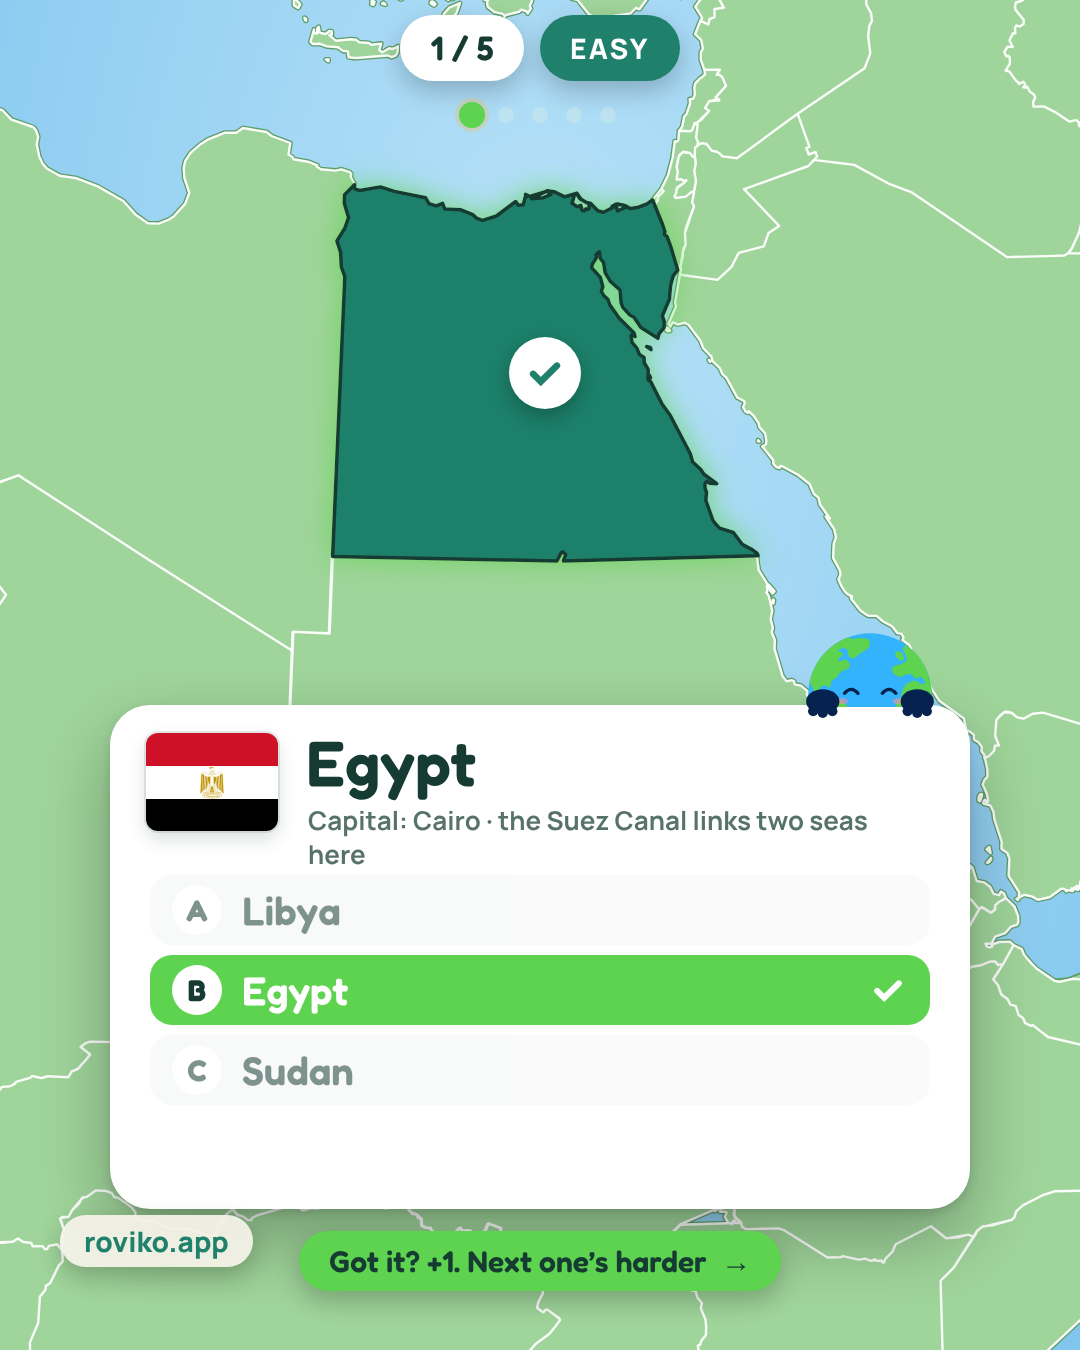 1 / 5
EASY
Egypt
Capital: Cairo · the Suez Canal links two seas
here
A Libya
B Egypt
C Sudan
roviko.app
Got it? +1. Next one’s harder →